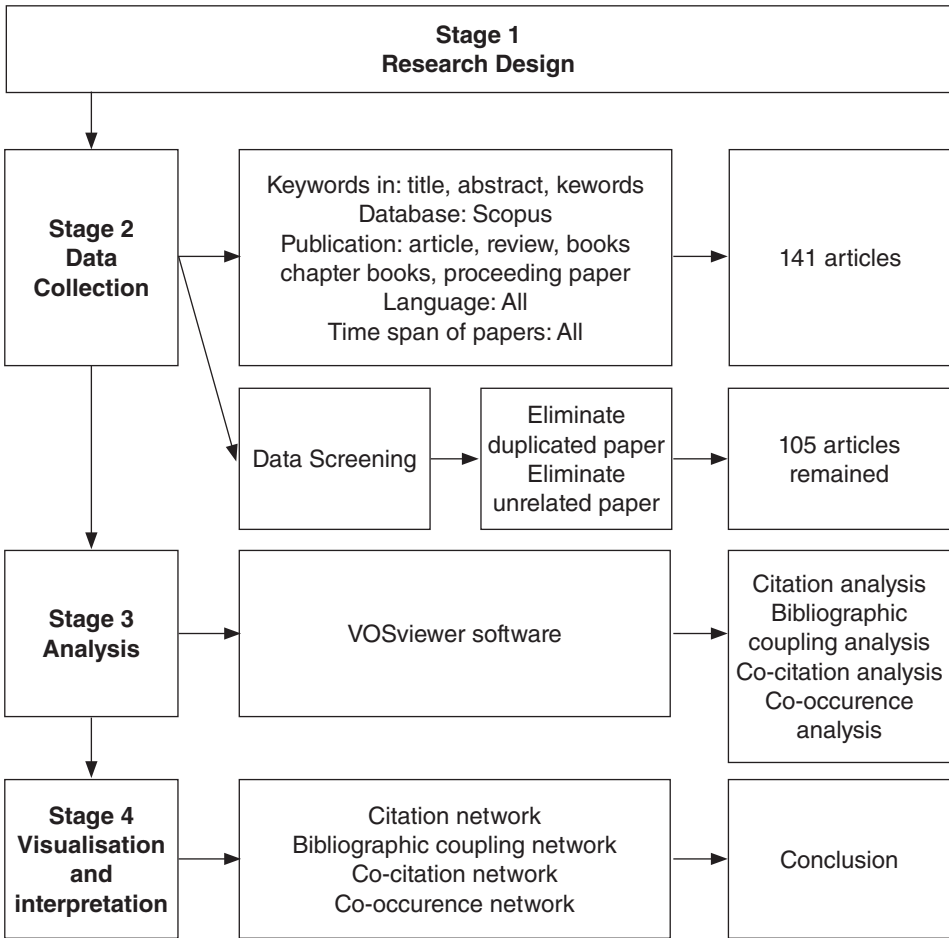 Stage 1
Research Design
Stage 2
Data
Collection
Keywords in: title, abstract, kewords
Database: Scopus
Publication: article, review, books
chapter books, proceeding paper
Language: All
Time span of papers: All
141 articles
Data Screening
Eliminate
duplicated paper
Eliminate
unrelated paper
105 articles
remained
Stage 3
Analysis
VOSviewer software
Citation analysis
Bibliographic
coupling analysis
Co-citation analysis
Co-occurence
analysis
Stage 4
Visualisation
and
interpretation
Citation network
Bibliographic coupling network
Co-citation network
Co-occurence network
Conclusion